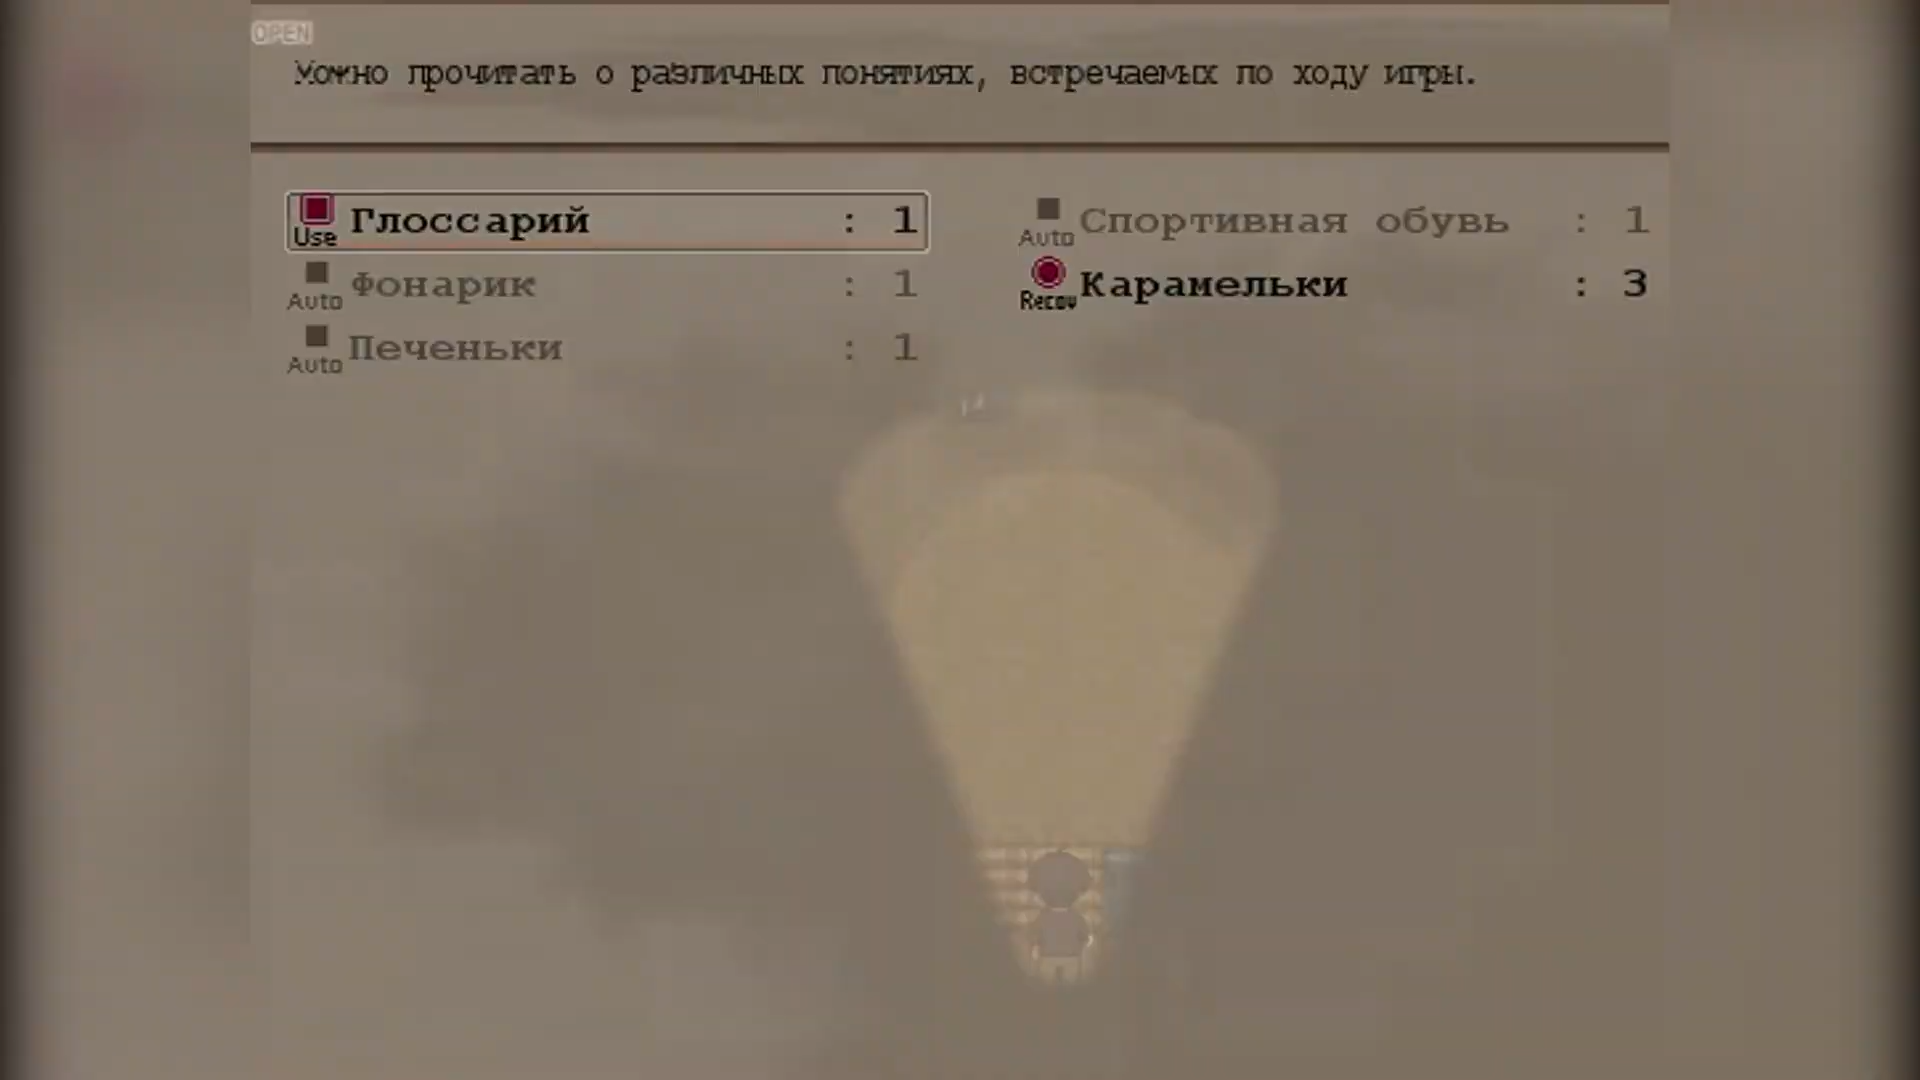 OPEN
Можно прочитать о различных понятиях, встречаемых по ходу игры.
Use Глоссарий : 1
Auto Спортивная обувь : 1
Auto Фонарик : 1
Recov Карамельки : 3
Auto Печеньки : 1